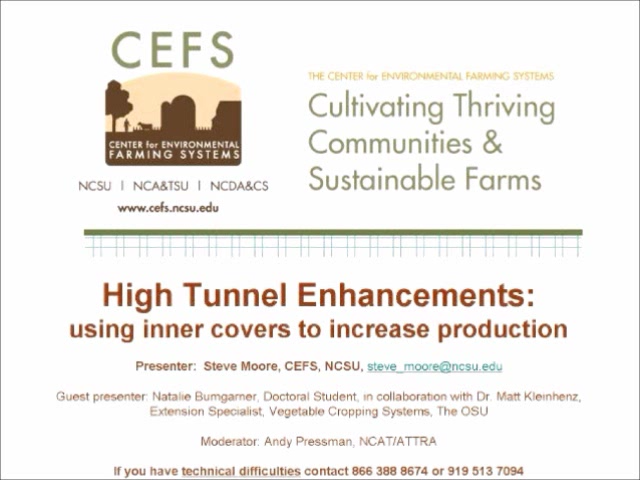 CEFS
CENTER for ENVIRONMENTAL
FARMING SYSTEMS
NCSU | NCA&TSU | NCDA&CS
www.cefs.ncsu.edu
THE CENTER for ENVIRONMENTAL FARMING SYSTEMS
Cultivating Thriving
Communities &
Sustainable Farms
High Tunnel Enhancements:
using inner covers to increase production
Presenter: Steve Moore, CEFS, NCSU, steve_moore@ncsu.edu
Guest presenter: Natalie Bumgarner, Doctoral Student, in collaboration with Dr. Matt Kleinhenz,
Extension Specialist, Vegetable Cropping Systems, The OSU
Moderator: Andy Pressman, NCAT/ATTRA
If you have technical difficulties contact 866 388 8674 or 919 513 7094